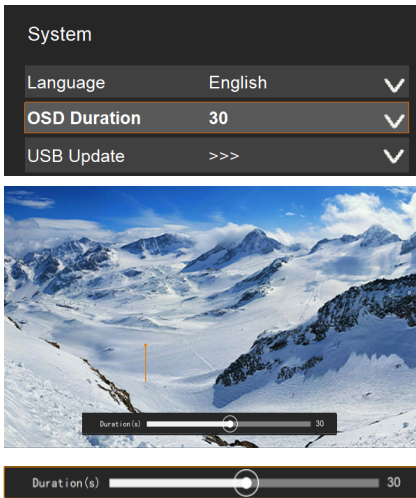 System
Language English
OSD Duration 30
USB Update >>>
Duration(s) 30
Duration(s) 30